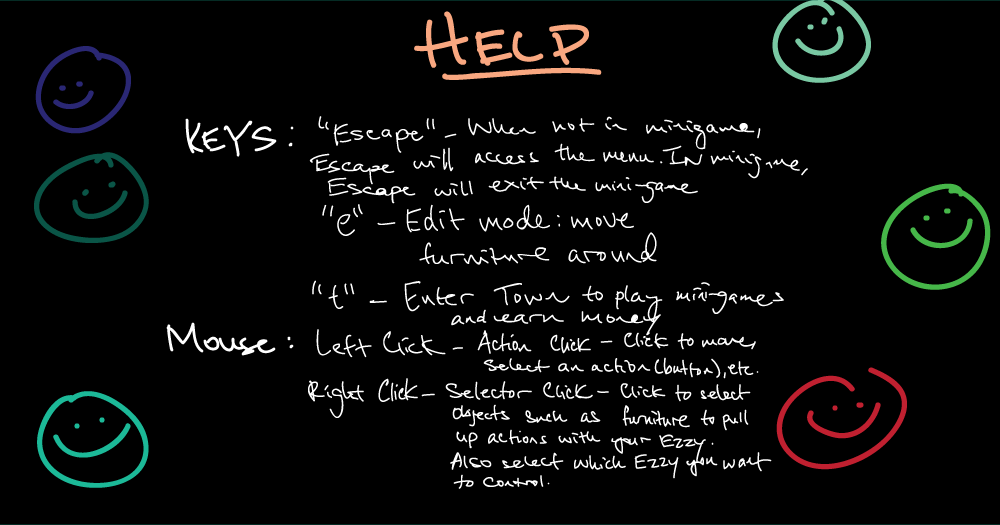 HELP
KEYS: "Escape" - When not in minigame,
Escape will access the menu. IN minigame,
Escape will exit the mini-game
"e" - Edit mode: move
furniture around
"t" - Enter Town to play mini-games
and earn money
Mouse: Left Click - Action Click - Click to move,
select an action (button), etc.
Right Click - Selector Click - Click to select
objects such as furniture to pull
up actions with your Ezzy.
Also select which Ezzy you want
to control.